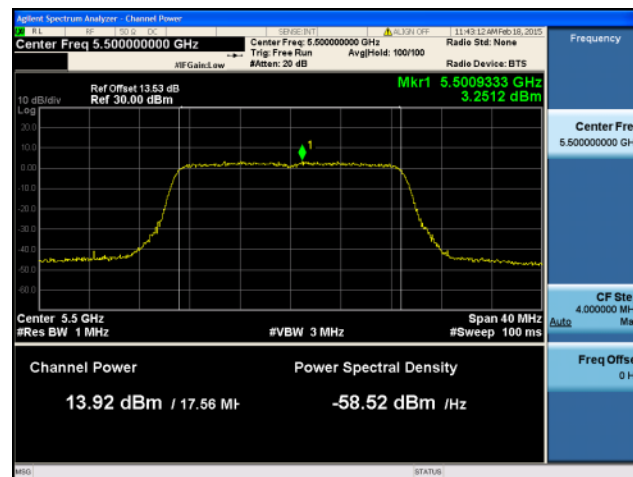 Agilent Spectrum Analyzer - Channel Power
RL RF 50 Ω DC SENSE:INT ALIGN OFF 11:43:12 AM Feb 18, 2015
Center Freq 5.500000000 GHz
Center Freq: 5.500000000 GHz
Radio Std: None
Trig: Free Run Avg|Hold: 100/100
#IFGain:Low #Atten: 20 dB Radio Device: BTS
Frequency
Ref Offset 13.53 dB
10 dB/div Ref 30.00 dBm
Mkr1 5.5009333 GHz
3.2512 dBm
Log
20.0
10.0
0.00
-10.0
-20.0
-30.0
-40.0
-50.0
-60.0
1
Center 5.5 GHz Span 40 MHz
#Res BW 1 MHz #VBW 3 MHz #Sweep 100 ms
Channel Power
13.92 dBm / 17.56 MH
Power Spectral Density
-58.52 dBm /Hz
Center Fre
5.500000000 GH
CF Ste
4.000000 MH
Auto Ma
Freq Offse
0 H
MSG STATUS